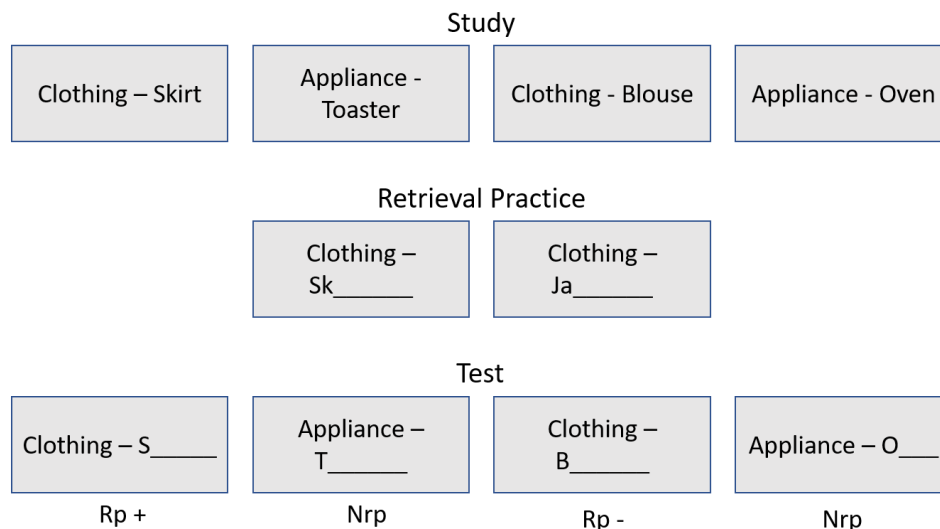 Study
Clothing – Skirt
Appliance -
Toaster
Clothing - Blouse
Appliance - Oven
Retrieval Practice
Clothing –
Sk______
Clothing –
Ja______
Test
Clothing – S_____
Appliance –
T______
Clothing –
B______
Appliance – O___
Rp +
Nrp
Rp -
Nrp